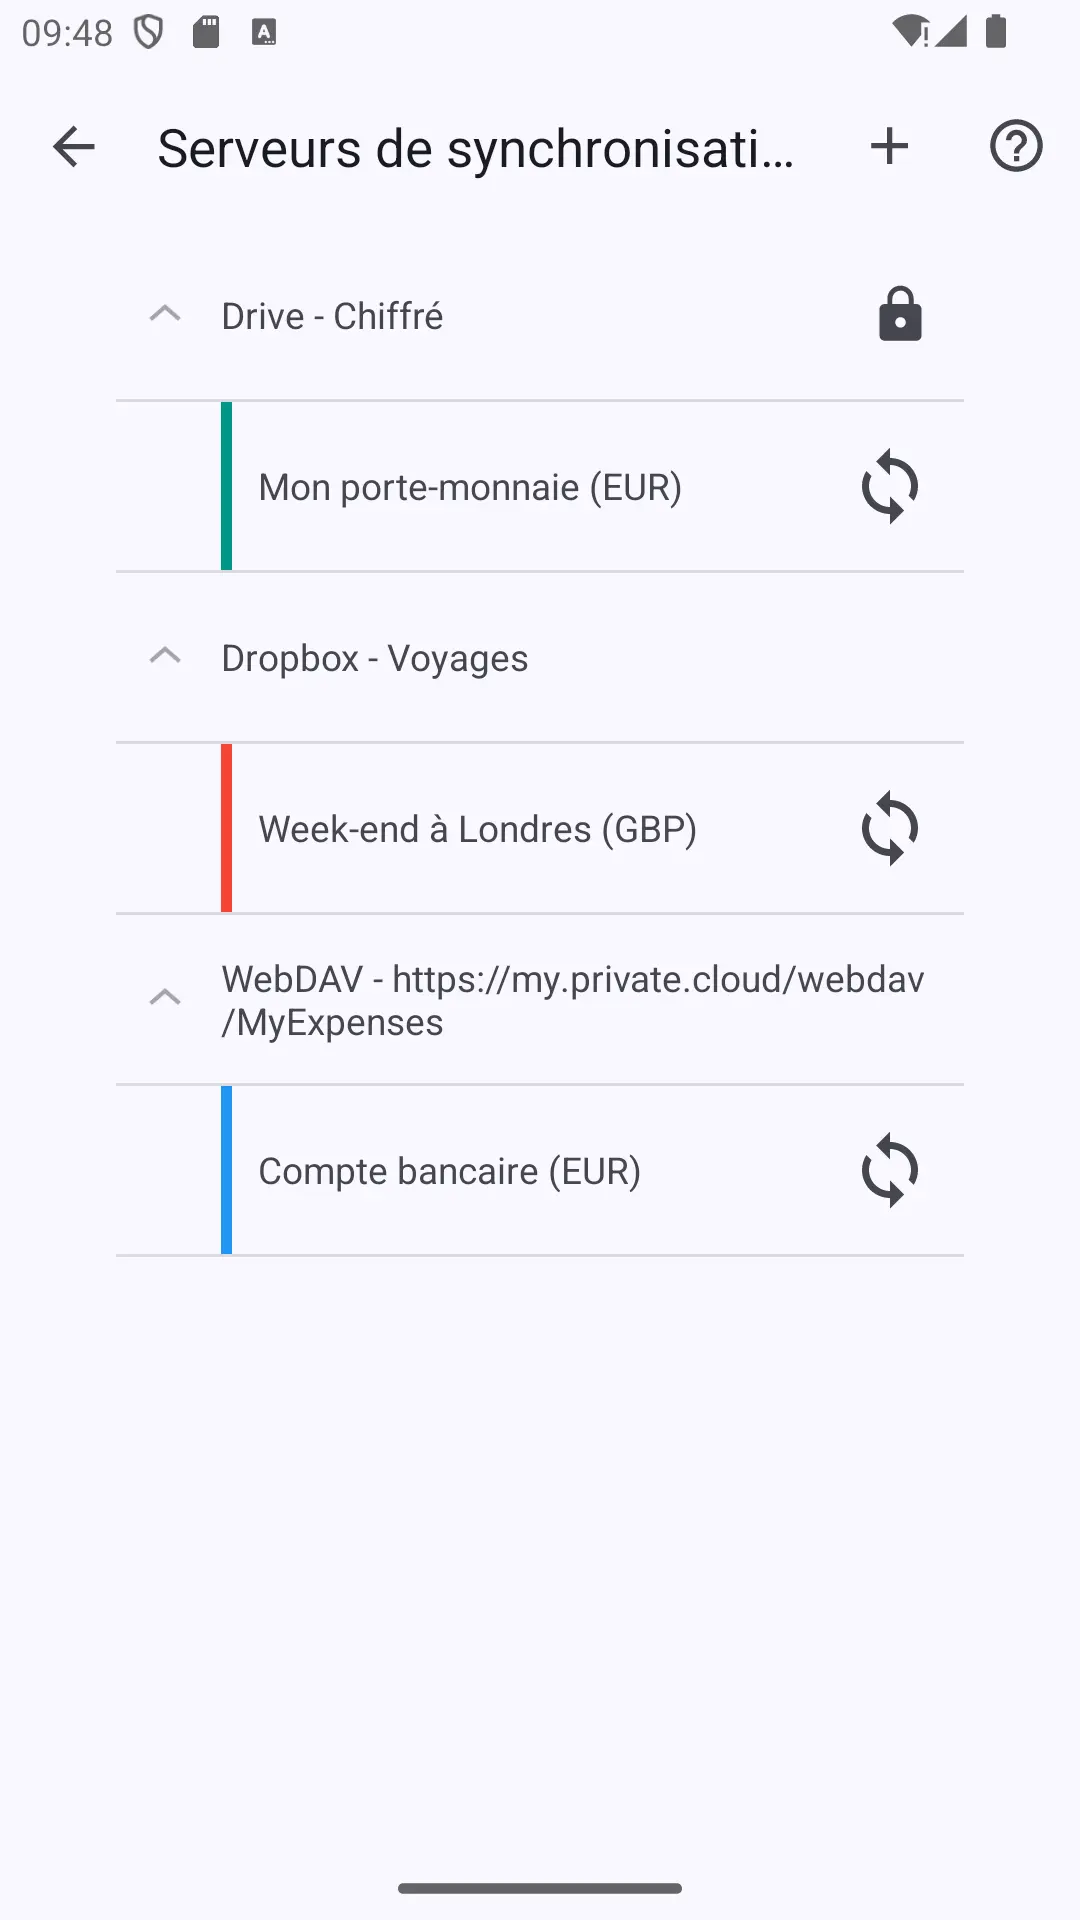 09:48
Serveurs de synchronisati...
Drive - Chiffré
Mon porte-monnaie (EUR)
Dropbox - Voyages
Week-end à Londres (GBP)
WebDAV - https://my.private.cloud/webdav
/MyExpenses
Compte bancaire (EUR)